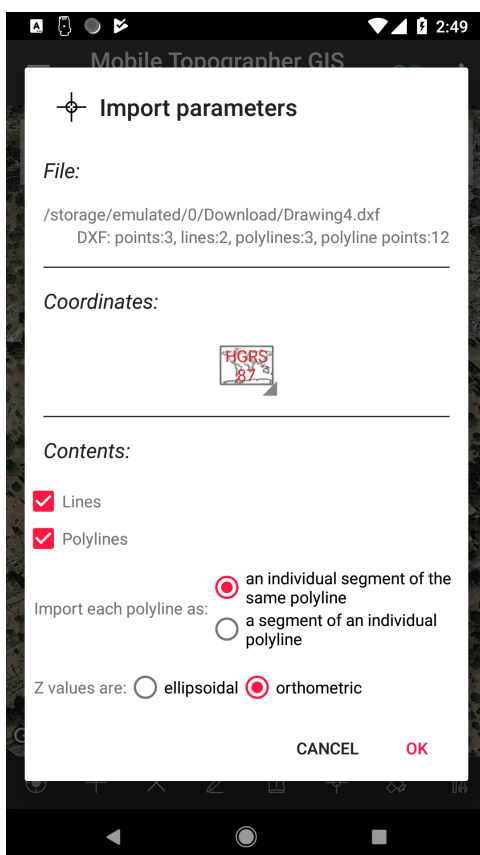 2:49
Mobile Topographer GIS
Import parameters
File:
/storage/emulated/0/Download/Drawing4.dxf
DXF: points:3, lines:2, polylines:3, polyline points:12
Coordinates:
HGRS
87
Contents:
Lines
Polylines
Import each polyline as:
an individual segment of the
same polyline
a segment of an individual
polyline
Z values are:
ellipsoidal
orthometric
CANCEL
OK